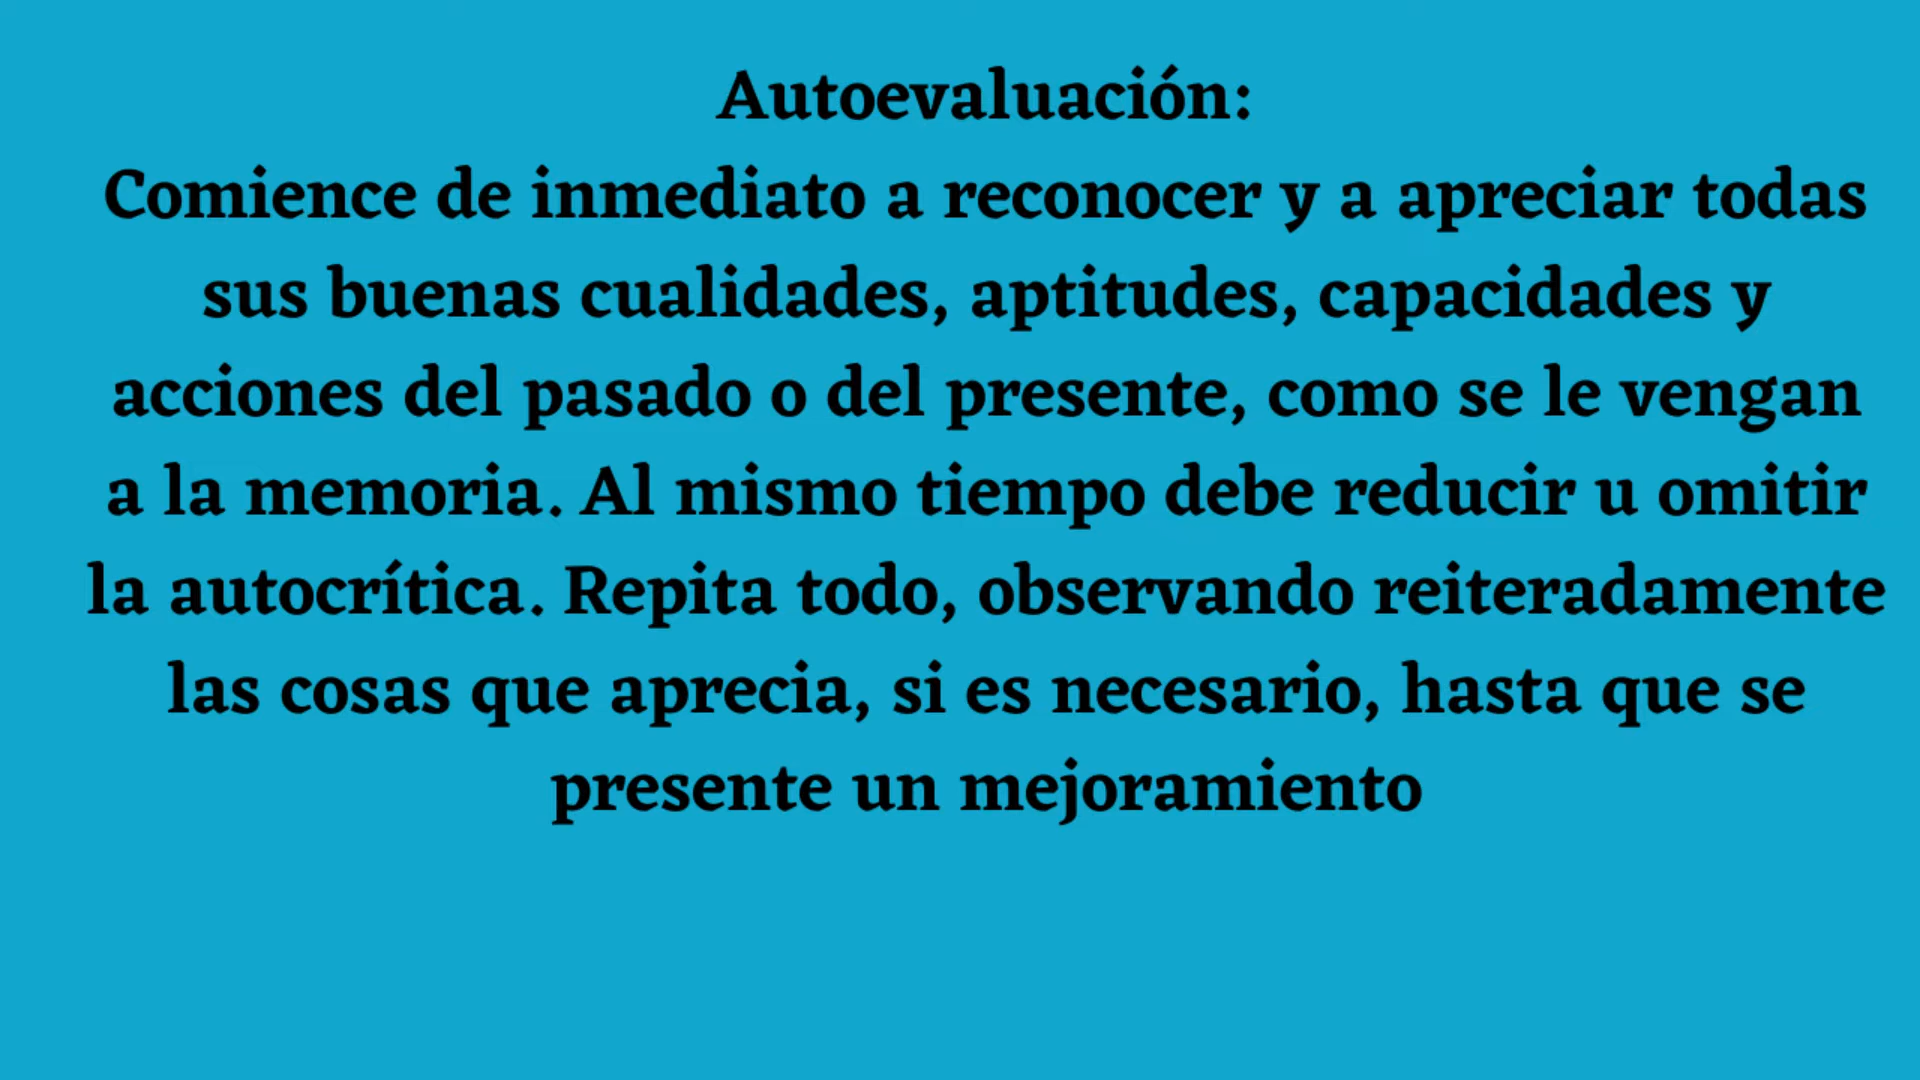 Autoevaluación:
Comience de inmediato a reconocer y a apreciar todas
sus buenas cualidades, aptitudes, capacidades y
acciones del pasado o del presente, como se le vengan
a la memoria. Al mismo tiempo debe reducir u omitir
la autocrítica. Repita todo, observando reiteradamente
las cosas que aprecia, si es necesario, hasta que se
presente un mejoramiento